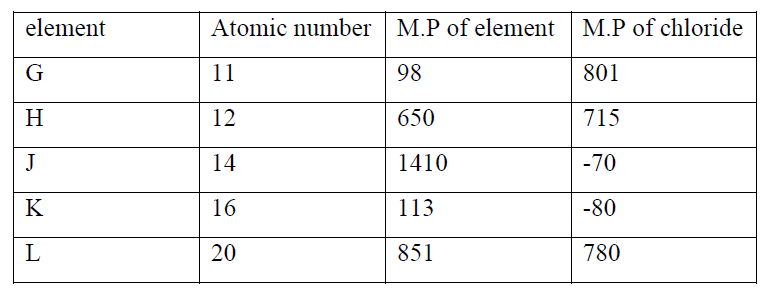 element Atomic number M.P of element M.P of chloride
G 11 98 801
H 12 650 715
J 14 1410 -70
K 16 113 -80
L 20 851 780